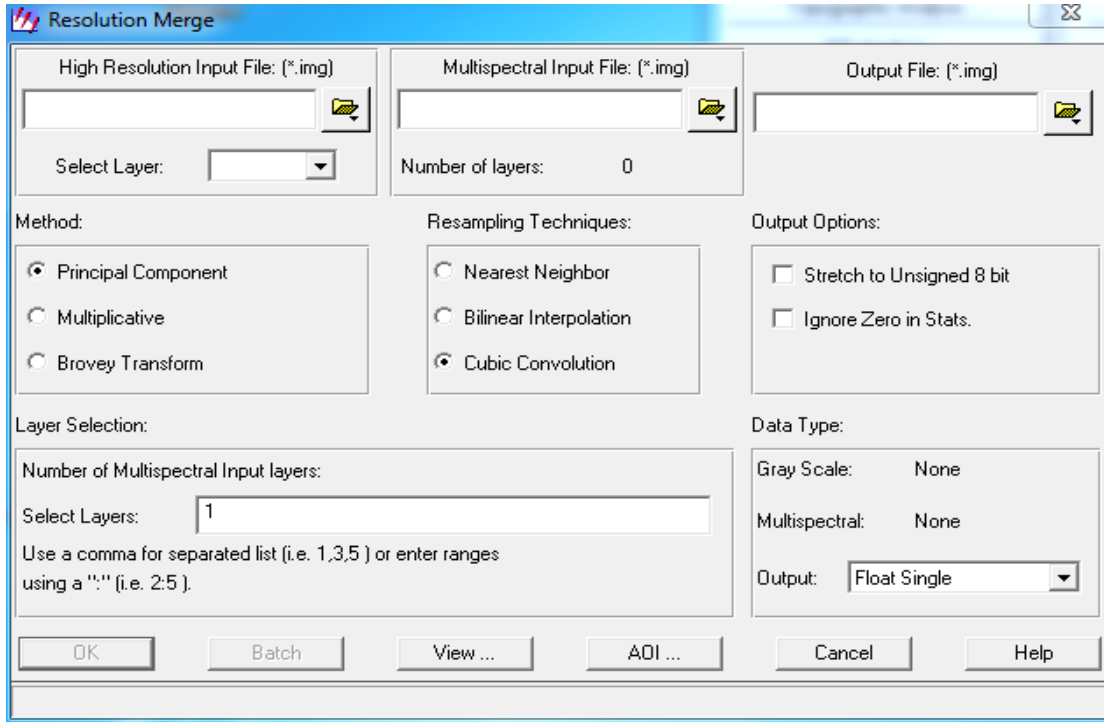 Resolution Merge
High Resolution Input File: (*.img)
Multispectral Input File: (*.img)
Output File: (*.img)
Select Layer:
Number of layers: 0
Method:
Resampling Techniques:
Output Options:
Principal Component
Nearest Neighbor
Stretch to Unsigned 8 bit
Multiplicative
Bilinear Interpolation
Ignore Zero in Stats.
Brovey Transform
Cubic Convolution
Layer Selection:
Data Type:
Number of Multispectral Input layers:
Gray Scale: None
Select Layers: 1
Multispectral: None
Use a comma for separated list (i.e. 1,3,5 ) or enter ranges
using a ":" (i.e. 2:5 ).
Output: Float Single
OK
Batch
View ...
AOI ...
Cancel
Help